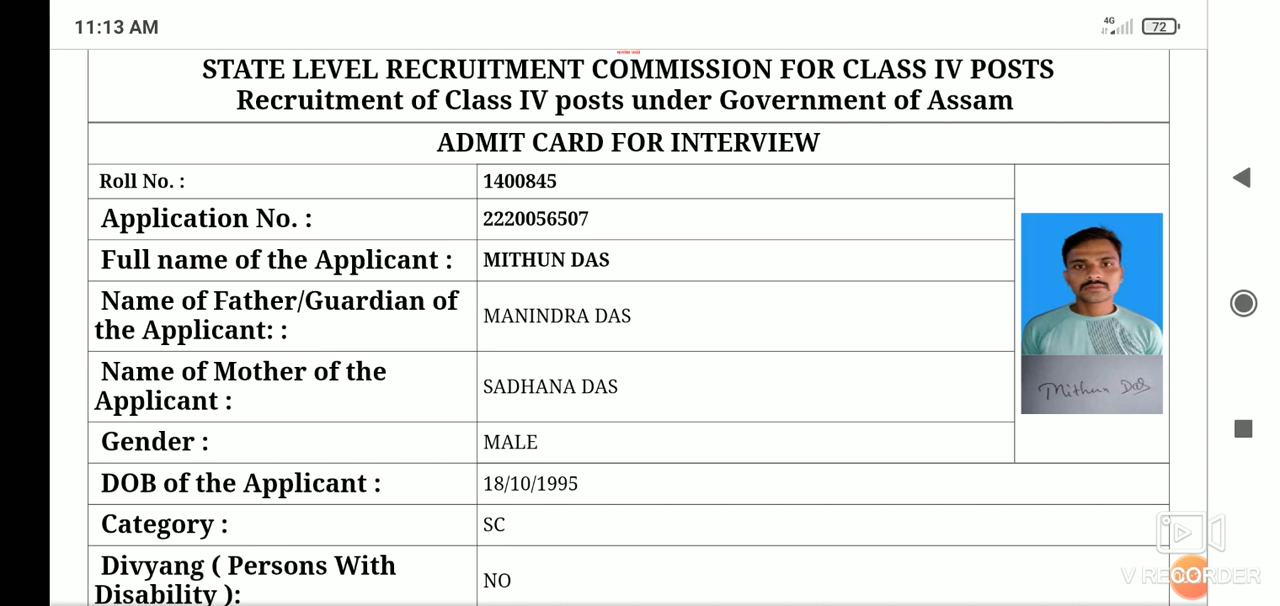 11:13 AM
4G
72
STATE LEVEL RECRUITMENT COMMISSION FOR CLASS IV POSTS
Recruitment of Class IV posts under Government of Assam
ADMIT CARD FOR INTERVIEW
Roll No. : 1400845
Application No. : 2220056507
Full name of the Applicant : MITHUN DAS
Name of Father/Guardian of
the Applicant: : MANINDRA DAS
Name of Mother of the
Applicant : SADHANA DAS
Mithun Das
Gender : MALE
DOB of the Applicant : 18/10/1995
Category : SC
Divyang ( Persons With
Disability ): NO
V RECORDER